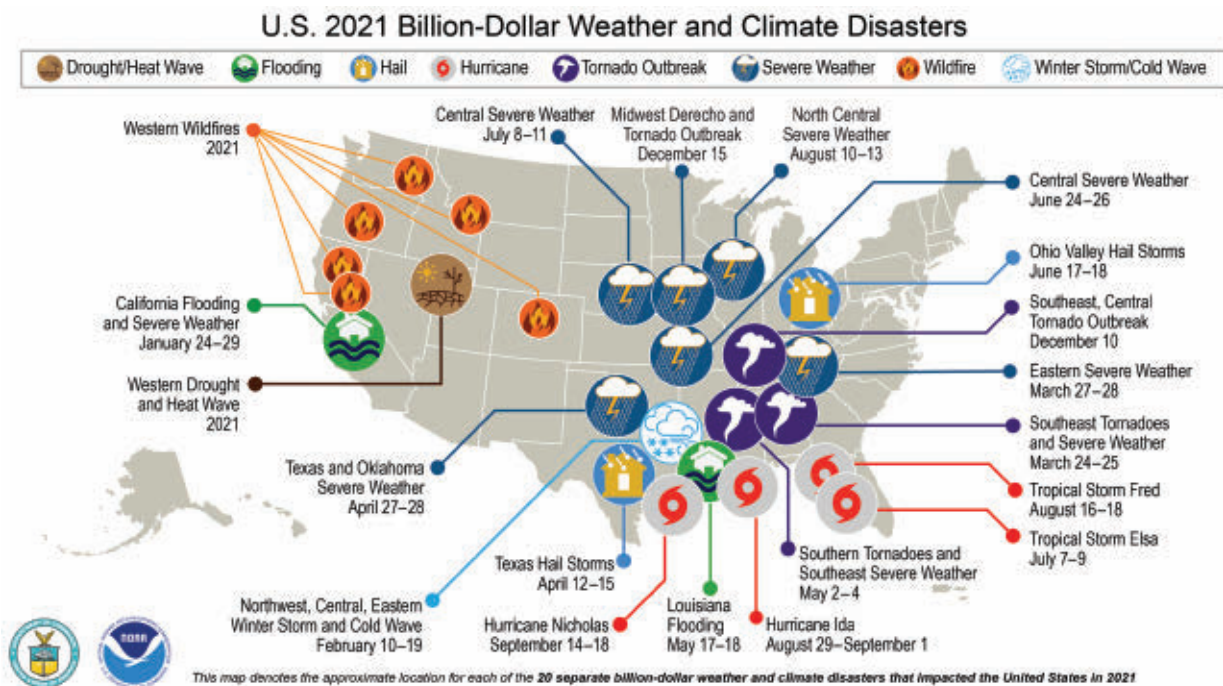 U.S. 2021 Billion-Dollar Weather and Climate Disasters
Drought/Heat Wave Flooding Hail Hurricane Tornado Outbreak Severe Weather Wildfire Winter Storm/Cold Wave
Western Wildfires
2021
Central Severe Weather
July 8–11
Midwest Derecho and
Tornado Outbreak
December 15
North Central
Severe Weather
August 10–13
Central Severe Weather
June 24–26
Ohio Valley Hail Storms
June 17–18
Southeast, Central
Tornado Outbreak
December 10
Eastern Severe Weather
March 27–28
Southeast Tornadoes
and Severe Weather
March 24–25
Tropical Storm Fred
August 16–18
Tropical Storm Elsa
July 7–9
California Flooding
and Severe Weather
January 24–29
Western Drought
and Heat Wave
2021
Texas and Oklahoma
Severe Weather
April 27–28
Texas Hail Storms
April 12–15
Northwest, Central, Eastern
Winter Storm and Cold Wave
February 10–19
Hurricane Nicholas
September 14–18
Louisiana
Flooding
May 17–18
Hurricane Ida
August 29–September 1
Southern Tornadoes and
Southeast Severe Weather
May 2–4
NOAA
This map denotes the approximate location for each of the 20 separate billion-dollar weather and climate disasters that impacted the United States in 2021